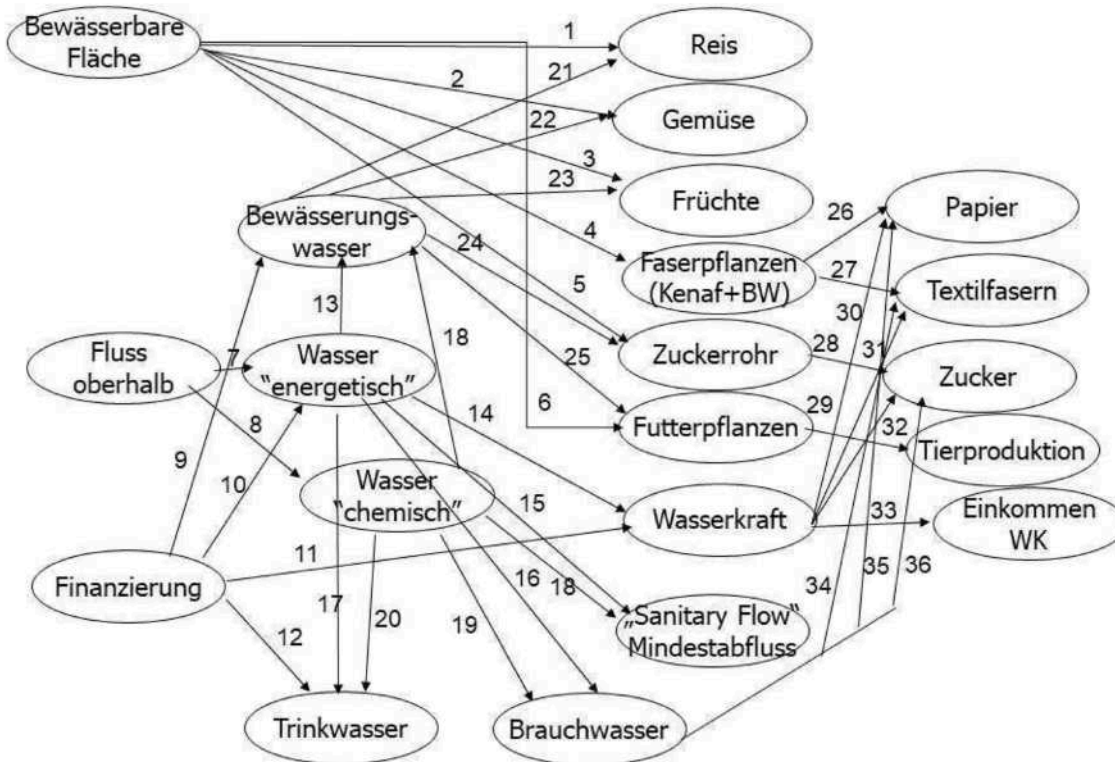 Bewässerbare
Fläche
1
Reis
21
2
Gemüse
22
3
23
Früchte
Bewässerungs-
wasser
24
4
26
Papier
Faserpflanzen
(Kenaf+BW)
27
Textilfasern
5
13
30
18
Fluss
oberhalb
7
Wasser
"energetisch"
25
Zuckerrohr
28
31
Zucker
6
14
Futterpflanzen
29
32
Tierproduktion
8
9
10
Wasser
"chemisch"
15
Wasserkraft
33
Einkommen
WK
11
Finanzierung
16
18
34
35
36
17
20
19
12
„Sanitary Flow“
Mindestabfluss
Trinkwasser
Brauchwasser